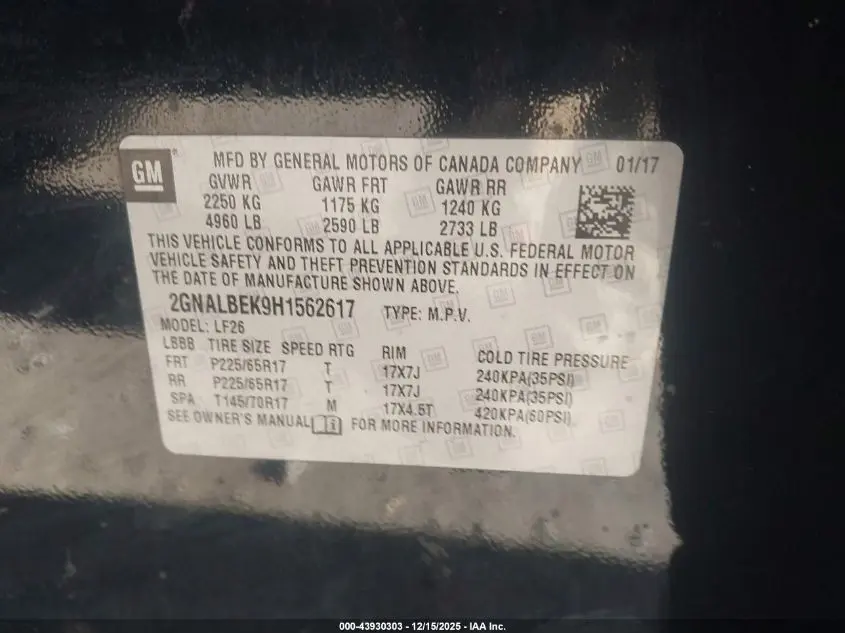 GM
MFD BY GENERAL MOTORS OF CANADA COMPANY 01/17
GVWR GAWR FRT GAWR RR
2250 KG 1175 KG 1240 KG
4960 LB 2590 LB 2733 LB
THIS VEHICLE CONFORMS TO ALL APPLICABLE U.S. FEDERAL MOTOR
VEHICLE SAFETY AND THEFT PREVENTION STANDARDS IN EFFECT ON
THE DATE OF MANUFACTURE SHOWN ABOVE.
2GNALBEK9H1562617 TYPE: M.P.V.
MODEL: LF26
LBBB TIRE SIZE SPEED RTG RIM COLD TIRE PRESSURE
FRT P225/65R17 T 17X7J 240KPA(35PSI)
RR P225/65R17 T 17X7J 240KPA(35PSI)
SPA T145/70R17 M 17X4.5T 420KPA(60PSI)
SEE OWNER'S MANUAL FOR MORE INFORMATION.
000-43930303 - 12/15/2025 - IAA Inc.